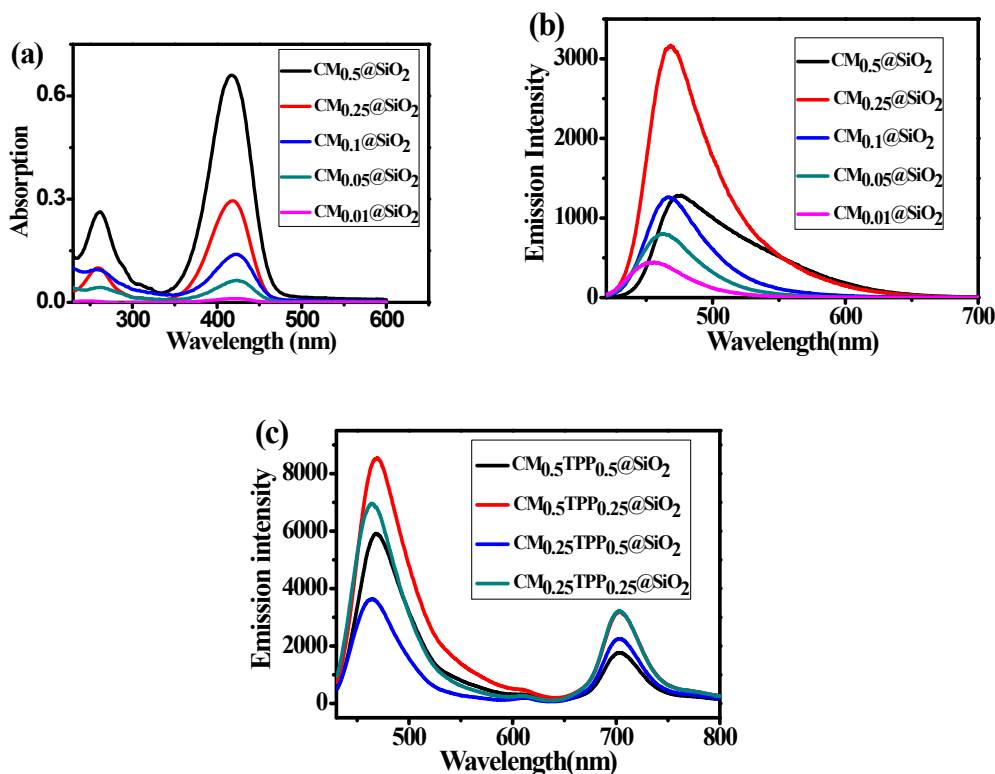 (a)
CM0.5@SiO2
CM0.25@SiO2
CM0.1@SiO2
CM0.05@SiO2
CM0.01@SiO2
Absorption
0.6
0.3
0.0
300 400 500 600
Wavelength (nm)
(b)
CM0.5@SiO2
CM0.25@SiO2
CM0.1@SiO2
CM0.05@SiO2
CM0.01@SiO2
Emission Intensity
3000
2000
1000
0
500 600 700
Wavelength(nm)
(c)
CM0.5TPP0.5@SiO2
CM0.5TPP0.25@SiO2
CM0.25TPP0.5@SiO2
CM0.25TPP0.25@SiO2
Emission intensity
8000
6000
4000
2000
0
500 600 700 800
Wavelength(nm)